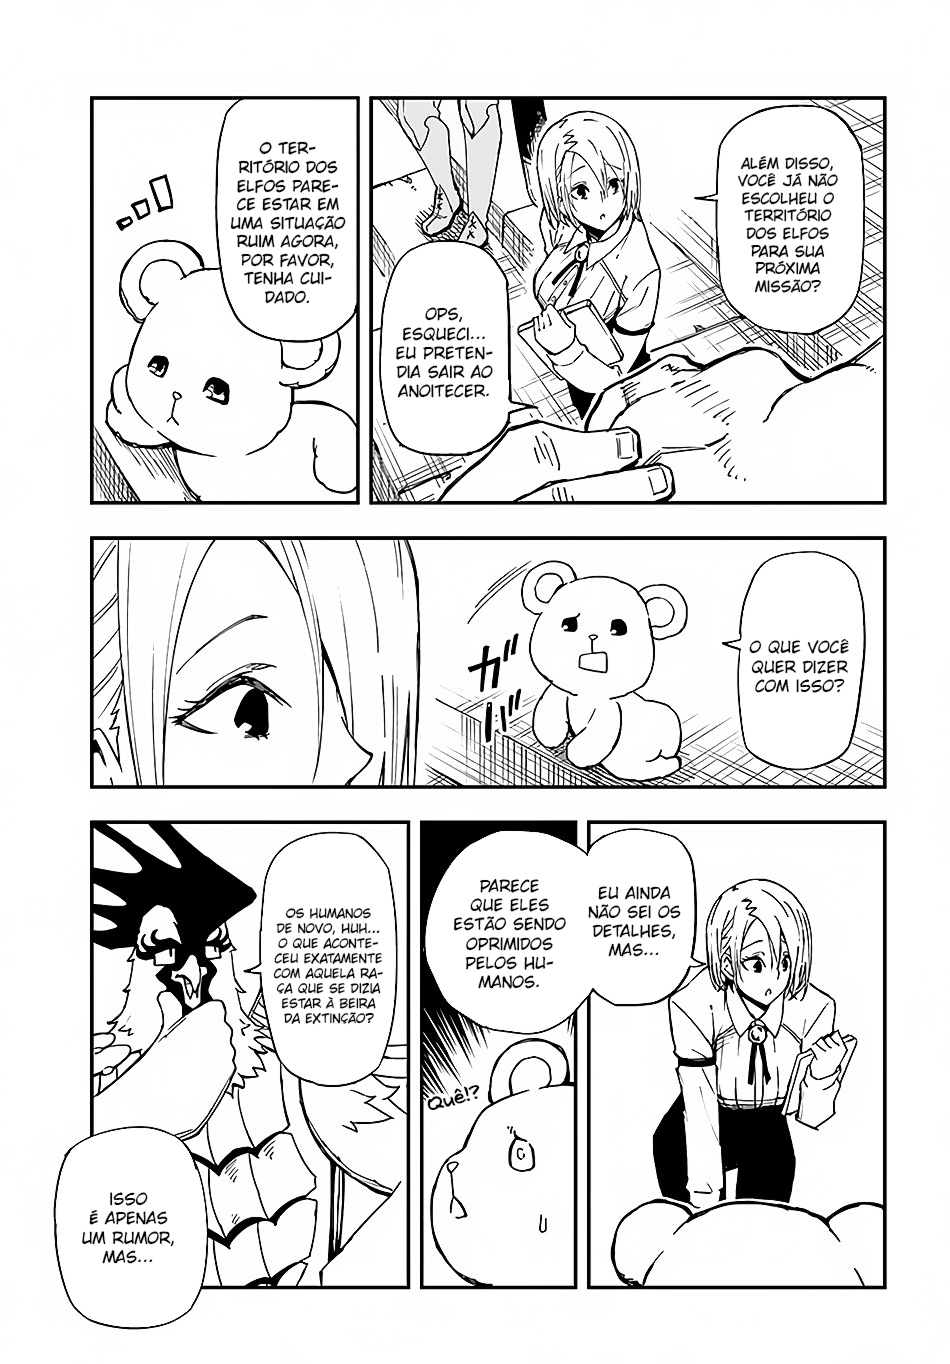 ALÉM DISSO,
VOCÊ JÁ NÃO
ESCOLHEU O
TERRITÓRIO
DOS ELFOS
PARA SUA
PRÓXIMA
MISSÃO?
OPS,
ESQUECI...
EU PRETEN-
DIA SAIR AO
ANOITECER.
O TER-
RITÓRIO DOS
ELFOS PARE-
CE ESTAR EM
UMA SITUAÇÃO
RUIM AGORA,
POR FAVOR,
TENHA CUI-
DADO.
O QUE VOCÊ
QUER DIZER
COM ISSO?
ガバッ
EU AINDA
NÃO SEI OS
DETALHES,
MAS...
PARECE
QUE ELES
ESTÃO SENDO
OPRIMIDOS
PELOS HU-
MANOS.
Quê!?
OS HUMANOS
DE NOVO, HUH...
O QUE ACONTE-
CEU EXATAMENTE
COM AQUELA RA-
ÇA QUE SE DIZIA
ESTAR À BEIRA
DA EXTINÇÃO?
ISSO
É APENAS
UM RUMOR,
MAS...